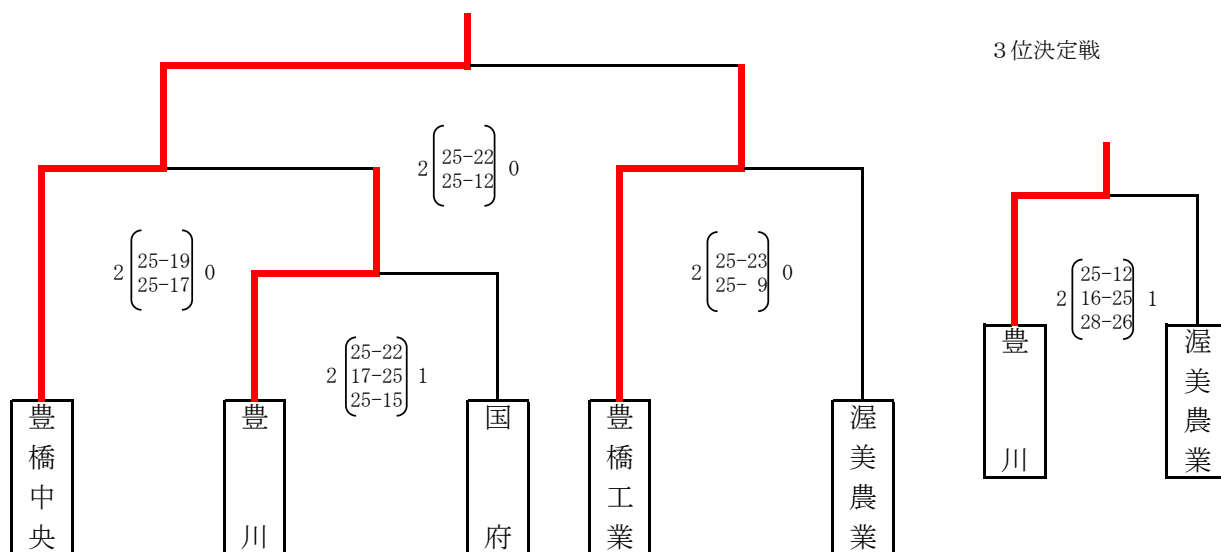 ３位決定戦
2 25-22 0
25-12
2 25-19 0
25-17
2 25-23 0
25- 9
2 25-22 1
17-25
25-15
2 25-12 1
16-25
28-26
豊川
渥美農業
豊橋中央
豊川
国府
豊橋工業
渥美農業